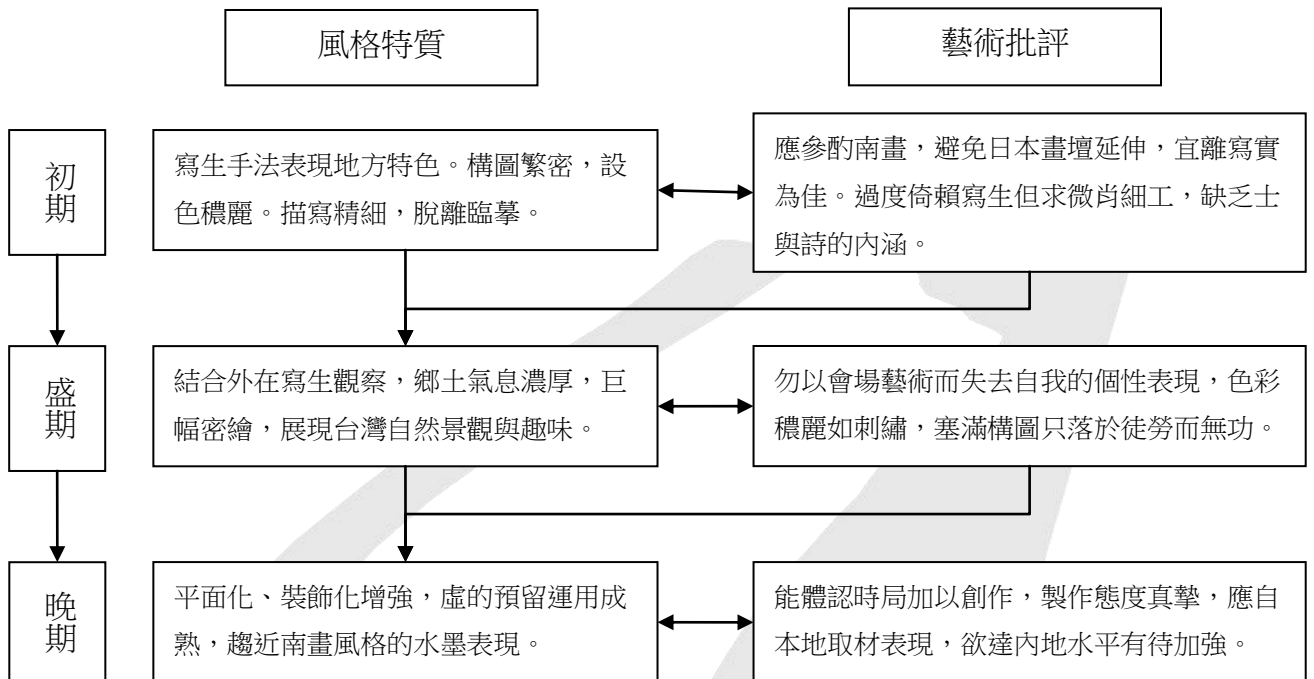 風格特質
藝術批評
初
期
寫生手法表現地方特色。構圖繁密，設
色穠麗。描寫精細，脫離臨摹。
應參酌南畫，避免日本畫壇延伸，宜離寫實
為佳。過度倚賴寫生但求微肖細工，缺乏士
與詩的內涵。
盛
期
結合外在寫生觀察，鄉土氣息濃厚，巨
幅密繪，展現台灣自然景觀與趣味。
勿以會場藝術而失去自我的個性表現，色彩
穠麗如刺繡，塞滿構圖只落於徒勞而無功。
晚
期
平面化、裝飾化增強，虛的預留運用成
熟，趨近南畫風格的水墨表現。
能體認時局加以創作，製作態度真摯，應自
本地取材表現，欲達內地水平有待加強。